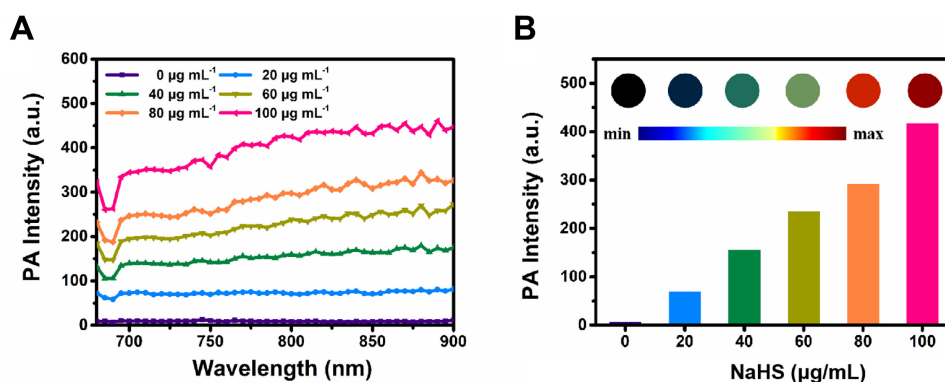 A
PA Intensity (a.u.)
600
500
400
300
200
100
0
0 µg mL⁻¹ 20 µg mL⁻¹
40 µg mL⁻¹ 60 µg mL⁻¹
80 µg mL⁻¹ 100 µg mL⁻¹
700 750 800 850 900
Wavelength (nm)
B
PA Intensity (a.u.)
500
400
300
200
100
0
min max
0 20 40 60 80 100
NaHS (µg/mL)